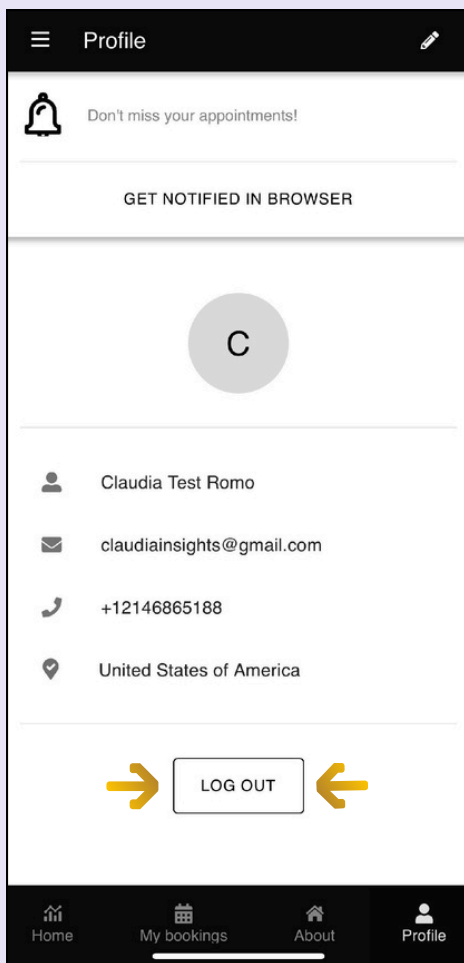 Profile
Don't miss your appointments!
GET NOTIFIED IN BROWSER
C
Claudia Test Romo
claudiainsights@gmail.com
+12146865188
United States of America
LOG OUT
Home My bookings About Profile